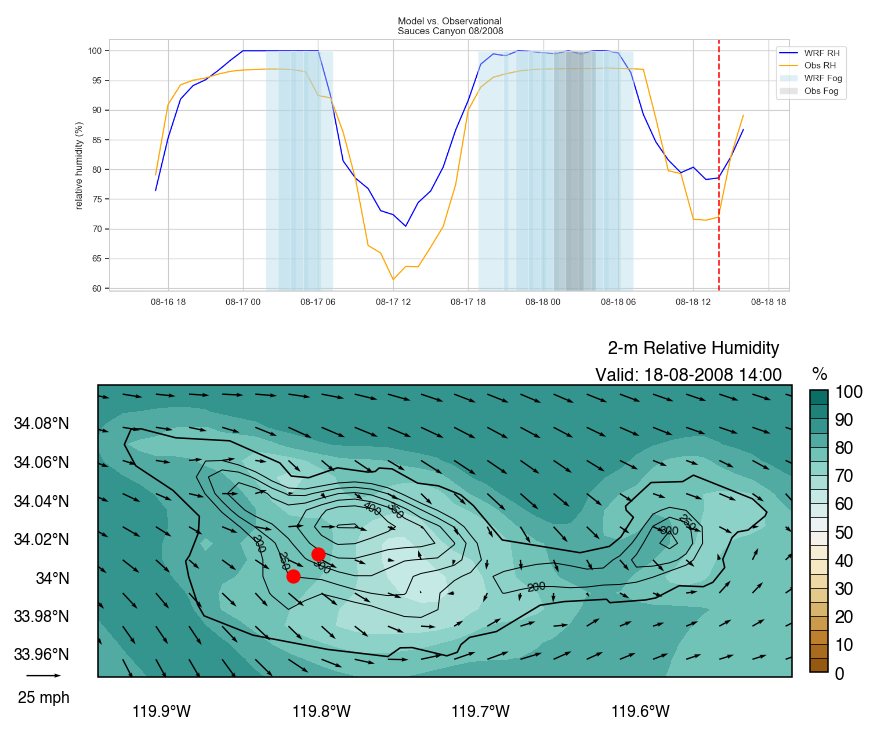 Model vs. Observational
Sauces Canyon 08/2008
relative humidity (%)
100
95
90
85
80
75
70
65
60
08-16 18
08-17 00
08-17 06
08-17 12
08-17 18
08-18 00
08-18 06
08-18 12
08-18 18
WRF RH
Obs RH
WRF Fog
Obs Fog
2-m Relative Humidity
Valid: 18-08-2008 14:00
%
34.08°N
34.06°N
34.04°N
34.02°N
34°N
33.98°N
33.96°N
25 mph
119.9°W
119.8°W
119.7°W
119.6°W
400
300
200
100
90
80
70
60
50
40
30
20
10
0